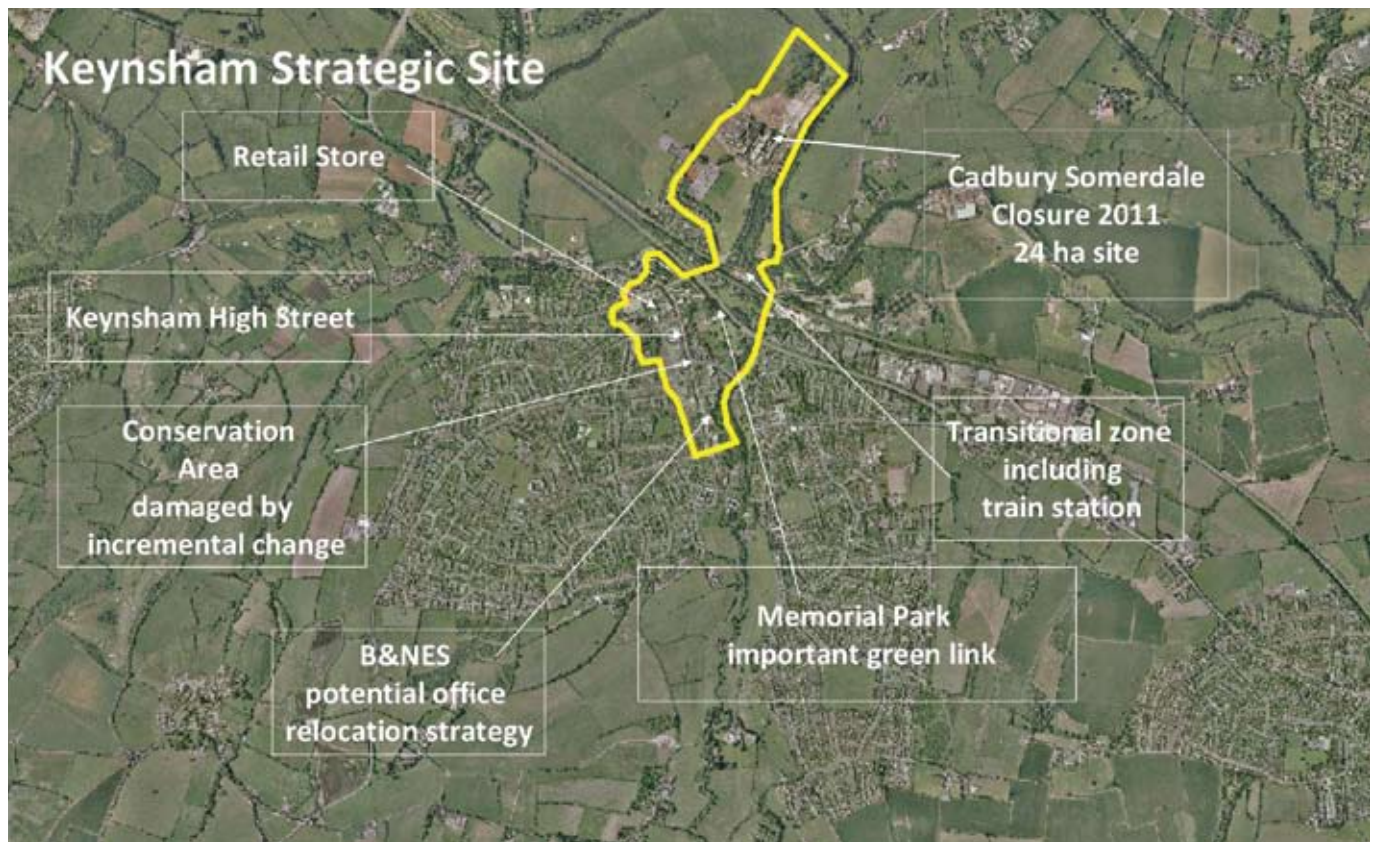 Keynsham Strategic Site
Retail Store
Cadbury Somerdale
Closure 2011
24 ha site
Keynsham High Street
Conservation
Area
damaged by
incremental change
Transitional zone
including
train station
Memorial Park
important green link
B&NES
potential office
relocation strategy